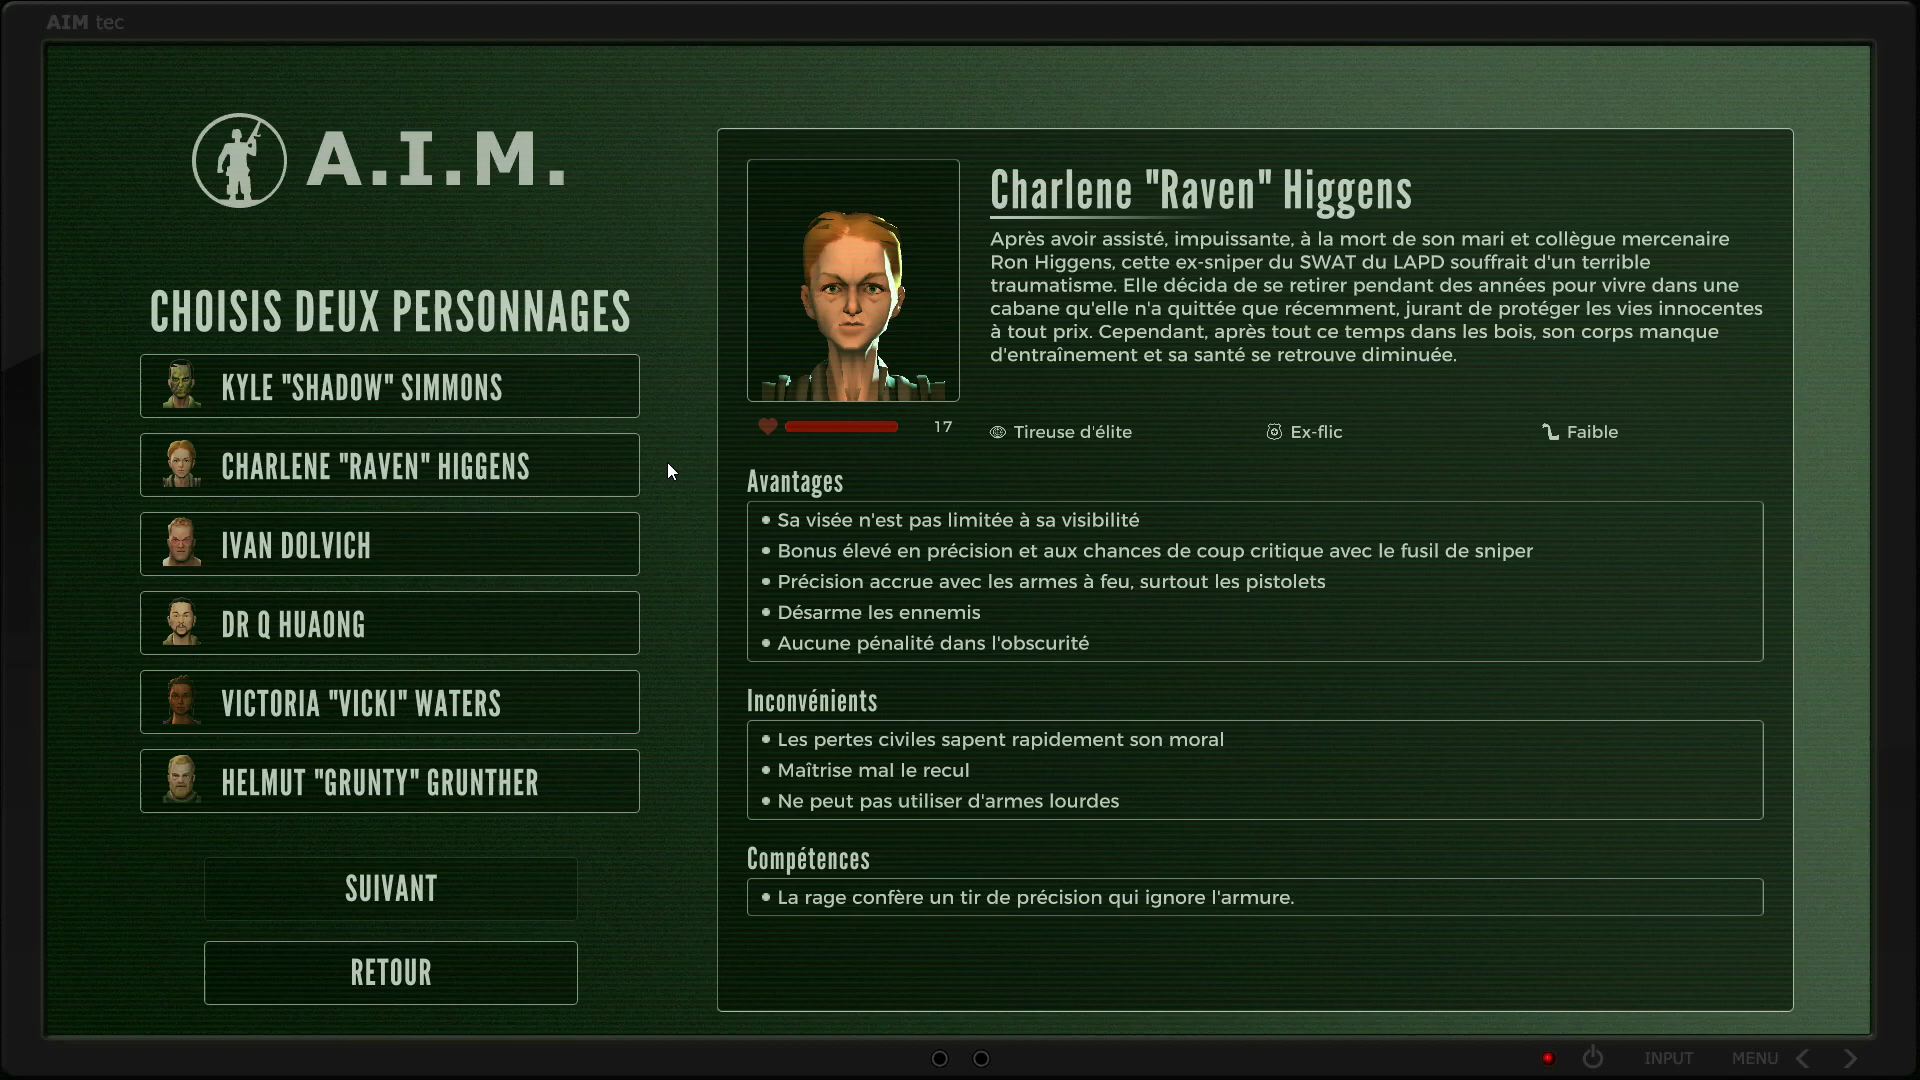 AIM tec
A.I.M.
CHOISIS DEUX PERSONNAGES
KYLE "SHADOW" SIMMONS
CHARLENE "RAVEN" HIGGENS
IVAN DOLVICH
DR Q HUAONG
VICTORIA "VICKI" WATERS
HELMUT "GRUNTY" GRUNTHER
SUIVANT
RETOUR
Charlene "Raven" Higgens
Après avoir assisté, impuissante, à la mort de son mari et collègue mercenaire
Ron Higgens, cette ex-sniper du SWAT du LAPD souffrait d'un terrible
traumatisme. Elle décida de se retirer pendant des années pour vivre dans une
cabane qu'elle n'a quittée que récemment, jurant de protéger les vies innocentes
à tout prix. Cependant, après tout ce temps dans les bois, son corps manque
d'entraînement et sa santé se retrouve diminuée.
17
Tireuse d'élite
Ex-flic
Faible
Avantages
• Sa visée n'est pas limitée à sa visibilité
• Bonus élevé en précision et aux chances de coup critique avec le fusil de sniper
• Précision accrue avec les armes à feu, surtout les pistolets
• Désarme les ennemis
• Aucune pénalité dans l'obscurité
Inconvénients
• Les pertes civiles sapent rapidement son moral
• Maîtrise mal le recul
• Ne peut pas utiliser d'armes lourdes
Compétences
• La rage confère un tir de précision qui ignore l'armure.
INPUT
MENU